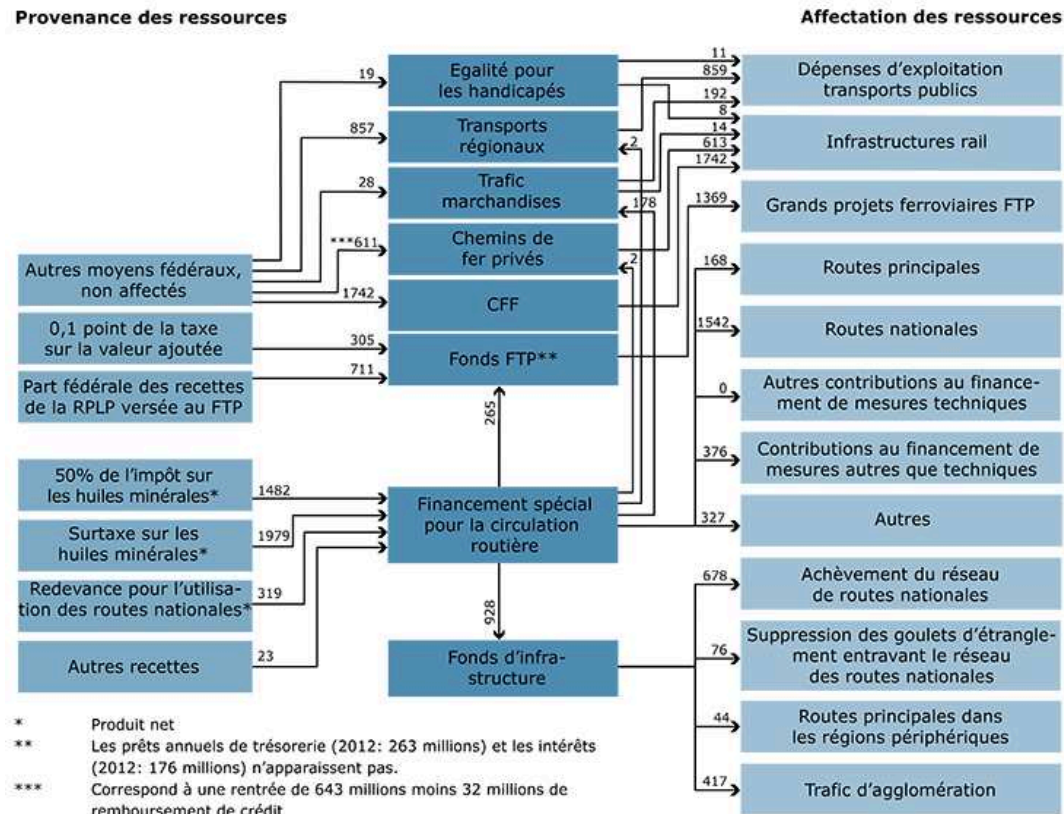 Provenance des ressources
Affectation des ressources
Autres moyens fédéraux,
non affectés
0,1 point de la taxe
sur la valeur ajoutée
Part fédérale des recettes
de la RPLP versée au FTP
50% de l'impôt sur
les huiles minérales*
Surtaxe sur les
huiles minérales*
Redevance pour l'utilisa-
tion des routes nationales*
Autres recettes
19
857
28
***611
1742
305
711
1482
1979
319
23
Egalité pour
les handicapés
Transports
régionaux
Trafic
marchandises
Chemins de
fer privés
CFF
Fonds FTP**
265
Financement spécial
pour la circulation
routière
928
Fonds d'infra-
structure
2
178
2
11
859
192
8
14
613
1742
1369
168
1542
0
376
327
678
76
44
417
Dépenses d'exploitation
transports publics
Infrastructures rail
Grands projets ferroviaires FTP
Routes principales
Routes nationales
Autres contributions au finance-
ment de mesures techniques
Contributions au financement de
mesures autres que techniques
Autres
Achèvement du réseau
de routes nationales
Suppression des goulets d'étrangle-
ment entravant le réseau
des routes nationales
Routes principales dans
les régions périphériques
Trafic d'agglomération
* Produit net
** Les prêts annuels de trésorerie (2012: 263 millions) et les intérêts
(2012: 176 millions) n'apparaissent pas.
*** Correspond à une rentrée de 643 millions moins 32 millions de
remboursement de crédit